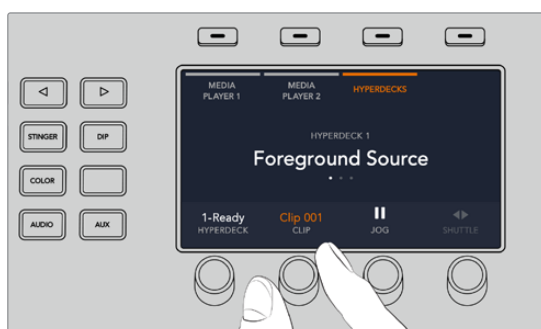 MEDIA PLAYER 1
MEDIA PLAYER 2
HYPERDECKS
STINGER
DIP
HYPERDECK 1
Foreground Source
COLOR
AUDIO
AUX
1-Ready
HYPERDECK
Clip 001
CLIP
JOG
SHUTTLE